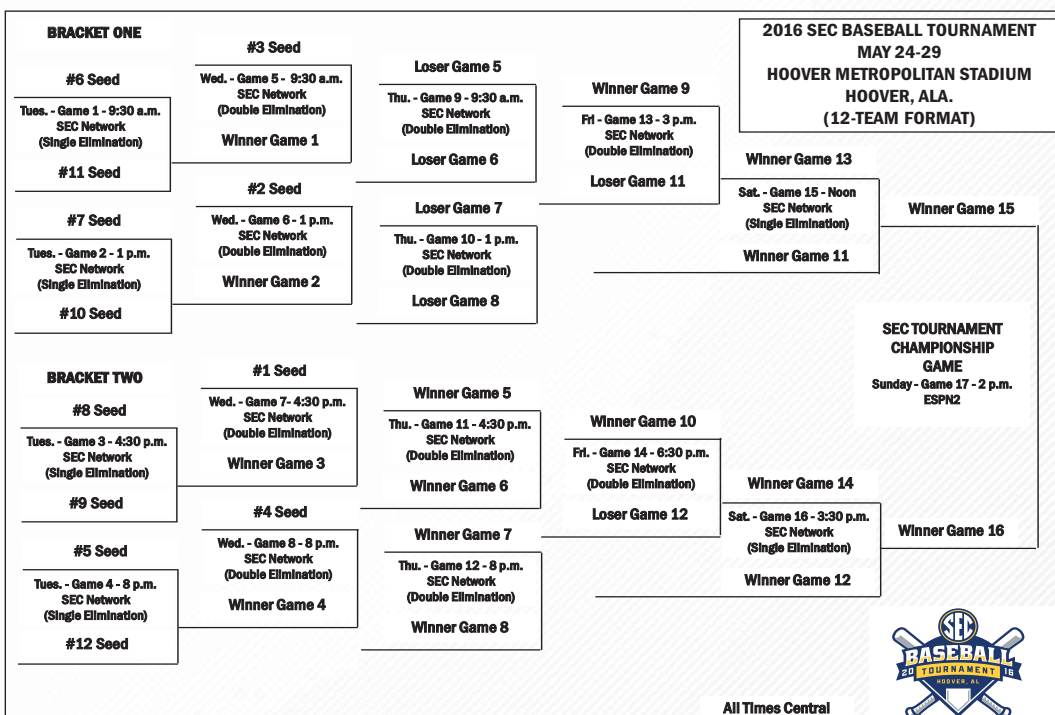 BRACKET ONE
#6 Seed
Tues. - Game 1 - 9:30 a.m.
SEC Network
(Single Elimination)
#11 Seed
#7 Seed
Tues. - Game 2 - 1 p.m.
SEC Network
(Single Elimination)
#10 Seed
#3 Seed
Wed. - Game 5 - 9:30 a.m.
SEC Network
(Double Elimination)
Winner Game 1
#2 Seed
Wed. - Game 6 - 1 p.m.
SEC Network
(Double Elimination)
Winner Game 2
Loser Game 5
Thu. - Game 9 - 9:30 a.m.
SEC Network
(Double Elimination)
Loser Game 6
Loser Game 7
Thu. - Game 10 - 1 p.m.
SEC Network
(Double Elimination)
Loser Game 8
Winner Game 9
Fri - Game 13 - 3 p.m.
SEC Network
(Double Elimination)
Loser Game 11
Winner Game 13
Sat. - Game 15 - Noon
SEC Network
(Single Elimination)
Winner Game 11
Winner Game 15
2016 SEC BASEBALL TOURNAMENT
MAY 24-29
HOOVER METROPOLITAN STADIUM
HOOVER, ALA.
(12-TEAM FORMAT)
SEC TOURNAMENT
CHAMPIONSHIP
GAME
Sunday - Game 17 - 2 p.m.
ESPN2
BRACKET TWO
#8 Seed
Tues. - Game 3 - 4:30 p.m.
SEC Network
(Single Elimination)
#9 Seed
#5 Seed
Tues. - Game 4 - 8 p.m.
SEC Network
(Single Elimination)
#12 Seed
#1 Seed
Wed. - Game 7- 4:30 p.m.
SEC Network
(Double Elimination)
Winner Game 3
#4 Seed
Wed. - Game 8 - 8 p.m.
SEC Network
(Double Elimination)
Winner Game 4
Winner Game 5
Thu. - Game 11 - 4:30 p.m.
SEC Network
(Double Elimination)
Winner Game 6
Winner Game 7
Thu. - Game 12 - 8 p.m.
SEC Network
(Double Elimination)
Winner Game 8
Winner Game 10
Fri. - Game 14 - 6:30 p.m.
SEC Network
(Double Elimination)
Loser Game 12
Winner Game 14
Sat. - Game 16 - 3:30 p.m.
SEC Network
(Single Elimination)
Winner Game 12
Winner Game 16
SEC
BASEBALL
20 TOURNAMENT 16
HOOVER, AL
All Times Central